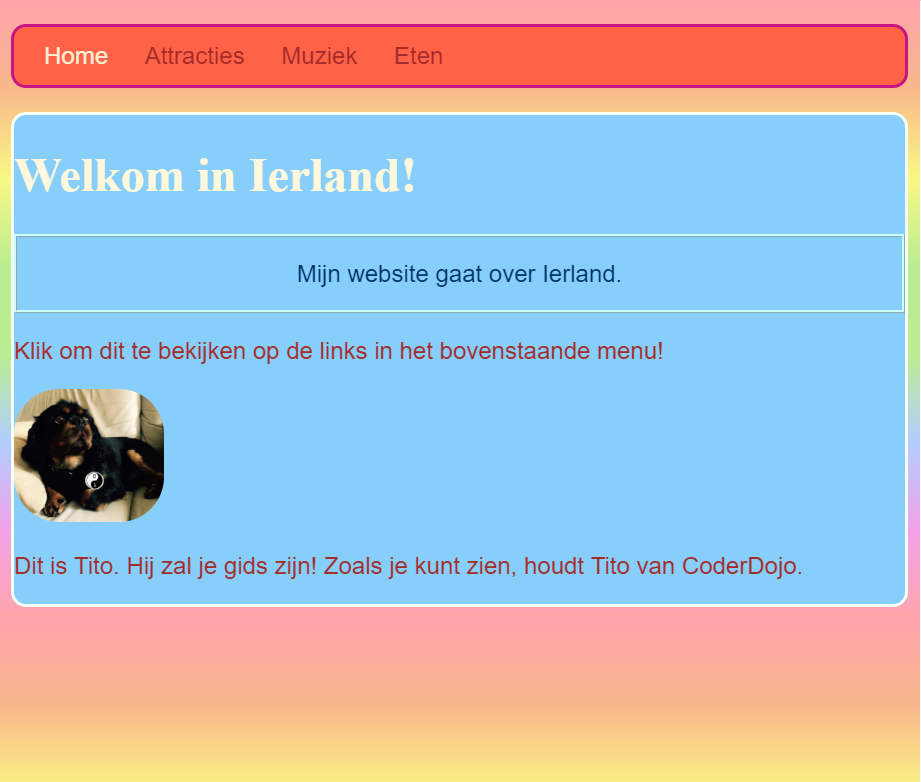 Home Attracties Muziek Eten
Welkom in Ierland!
Mijn website gaat over Ierland.
Klik om dit te bekijken op de links in het bovenstaande menu!
Dit is Tito. Hij zal je gids zijn! Zoals je kunt zien, houdt Tito van CoderDojo.